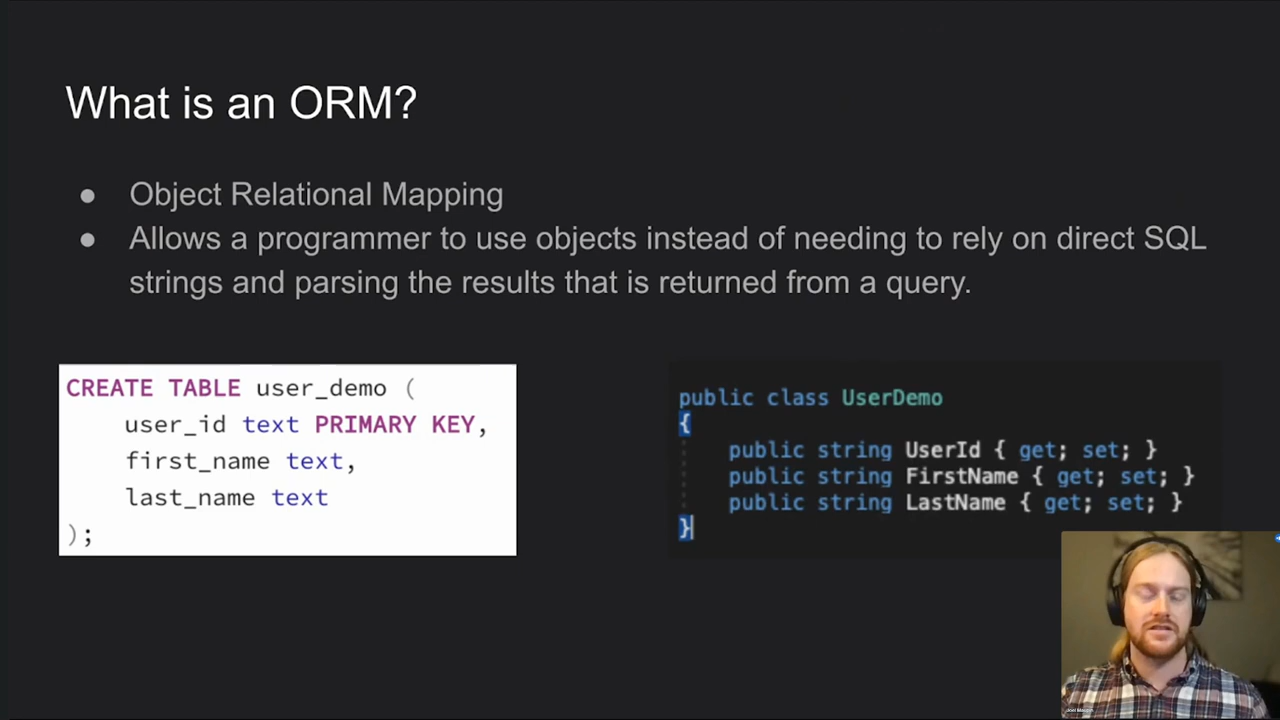 What is an ORM?
● Object Relational Mapping
● Allows a programmer to use objects instead of needing to rely on direct SQL
strings and parsing the results that is returned from a query.
CREATE TABLE user_demo (
user_id text PRIMARY KEY,
first_name text,
last_name text
);
public class UserDemo
{
public string UserId { get; set; }
public string FirstName { get; set; }
public string LastName { get; set; }
}